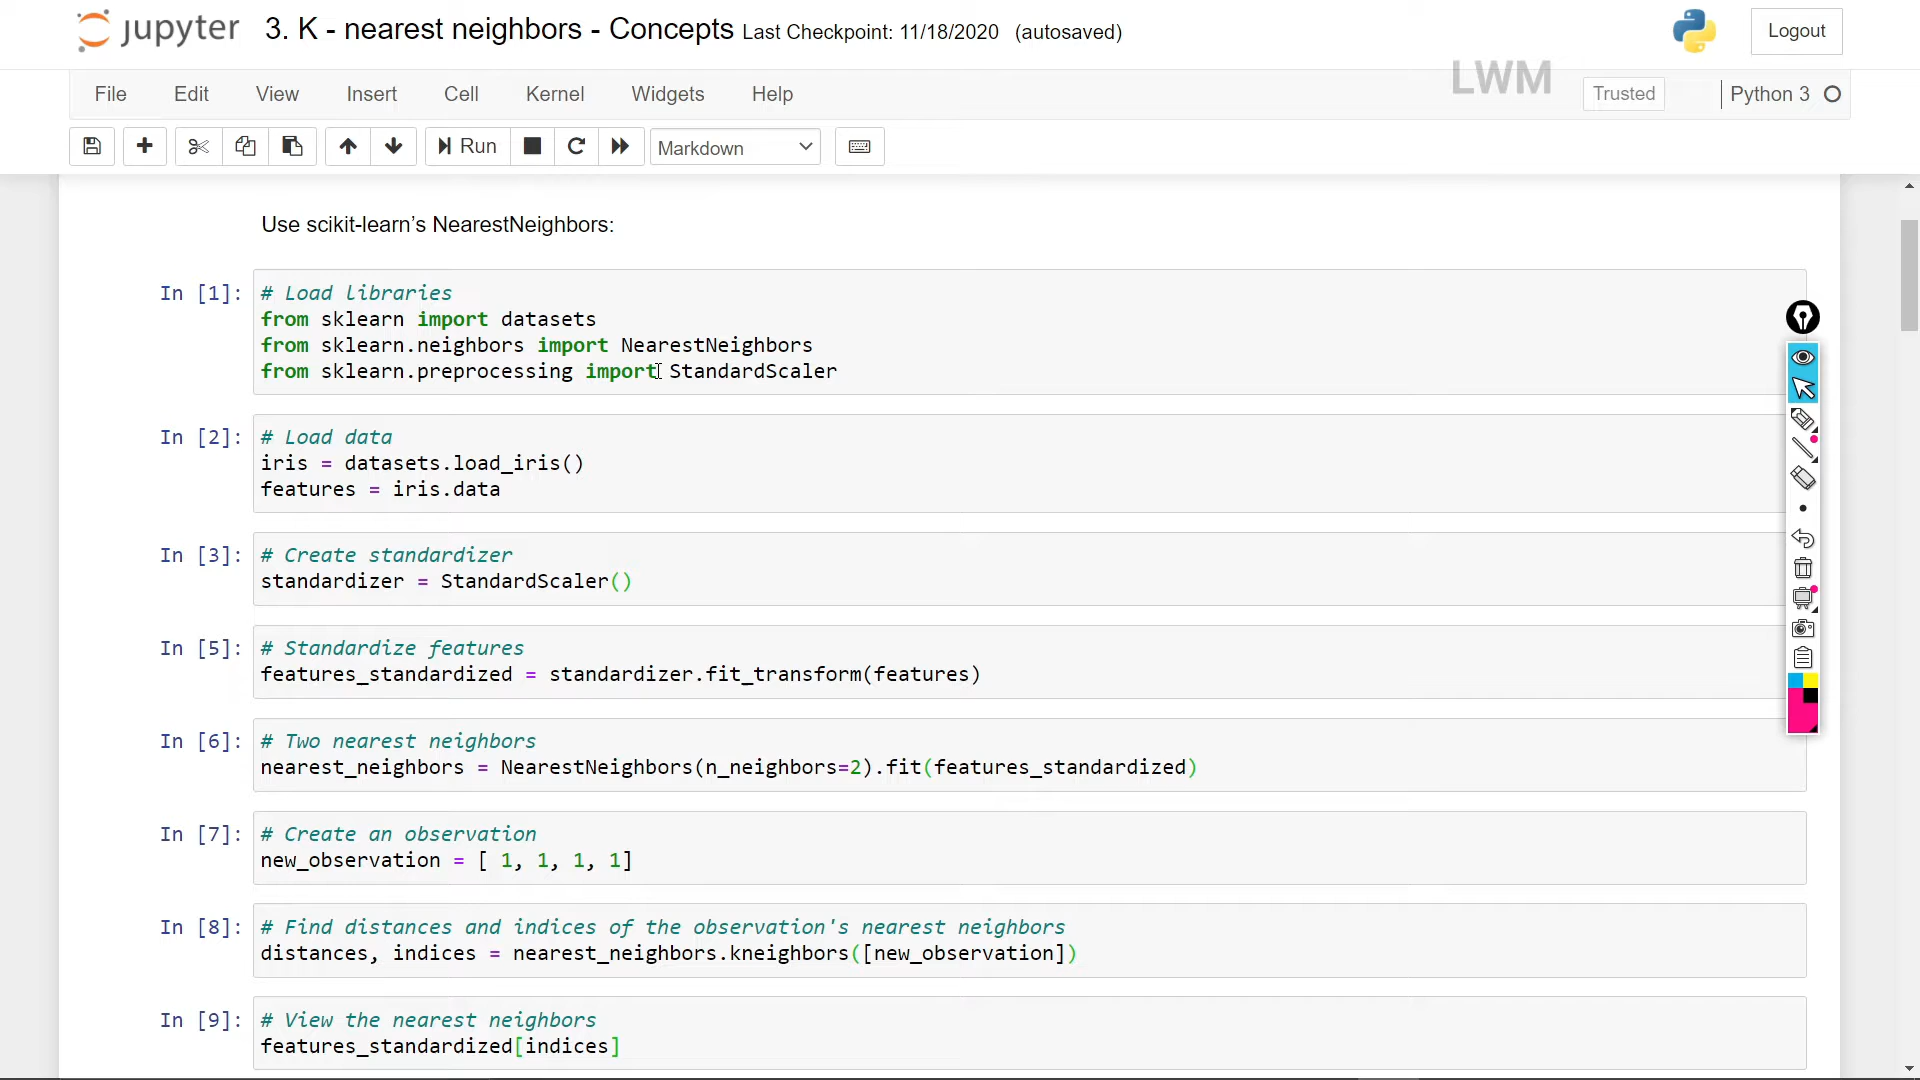 jupyter 3. K - nearest neighbors - Concepts Last Checkpoint: 11/18/2020 (autosaved)
Logout
LWM
File Edit View Insert Cell Kernel Widgets Help Trusted Python 3
Run Markdown
Use scikit-learn’s NearestNeighbors:
In [1]: # Load libraries
from sklearn import datasets
from sklearn.neighbors import NearestNeighbors
from sklearn.preprocessing import StandardScaler
In [2]: # Load data
iris = datasets.load_iris()
features = iris.data
In [3]: # Create standardizer
standardizer = StandardScaler()
In [5]: # Standardize features
features_standardized = standardizer.fit_transform(features)
In [6]: # Two nearest neighbors
nearest_neighbors = NearestNeighbors(n_neighbors=2).fit(features_standardized)
In [7]: # Create an observation
new_observation = [ 1, 1, 1, 1]
In [8]: # Find distances and indices of the observation's nearest neighbors
distances, indices = nearest_neighbors.kneighbors([new_observation])
In [9]: # View the nearest neighbors
features_standardized[indices]